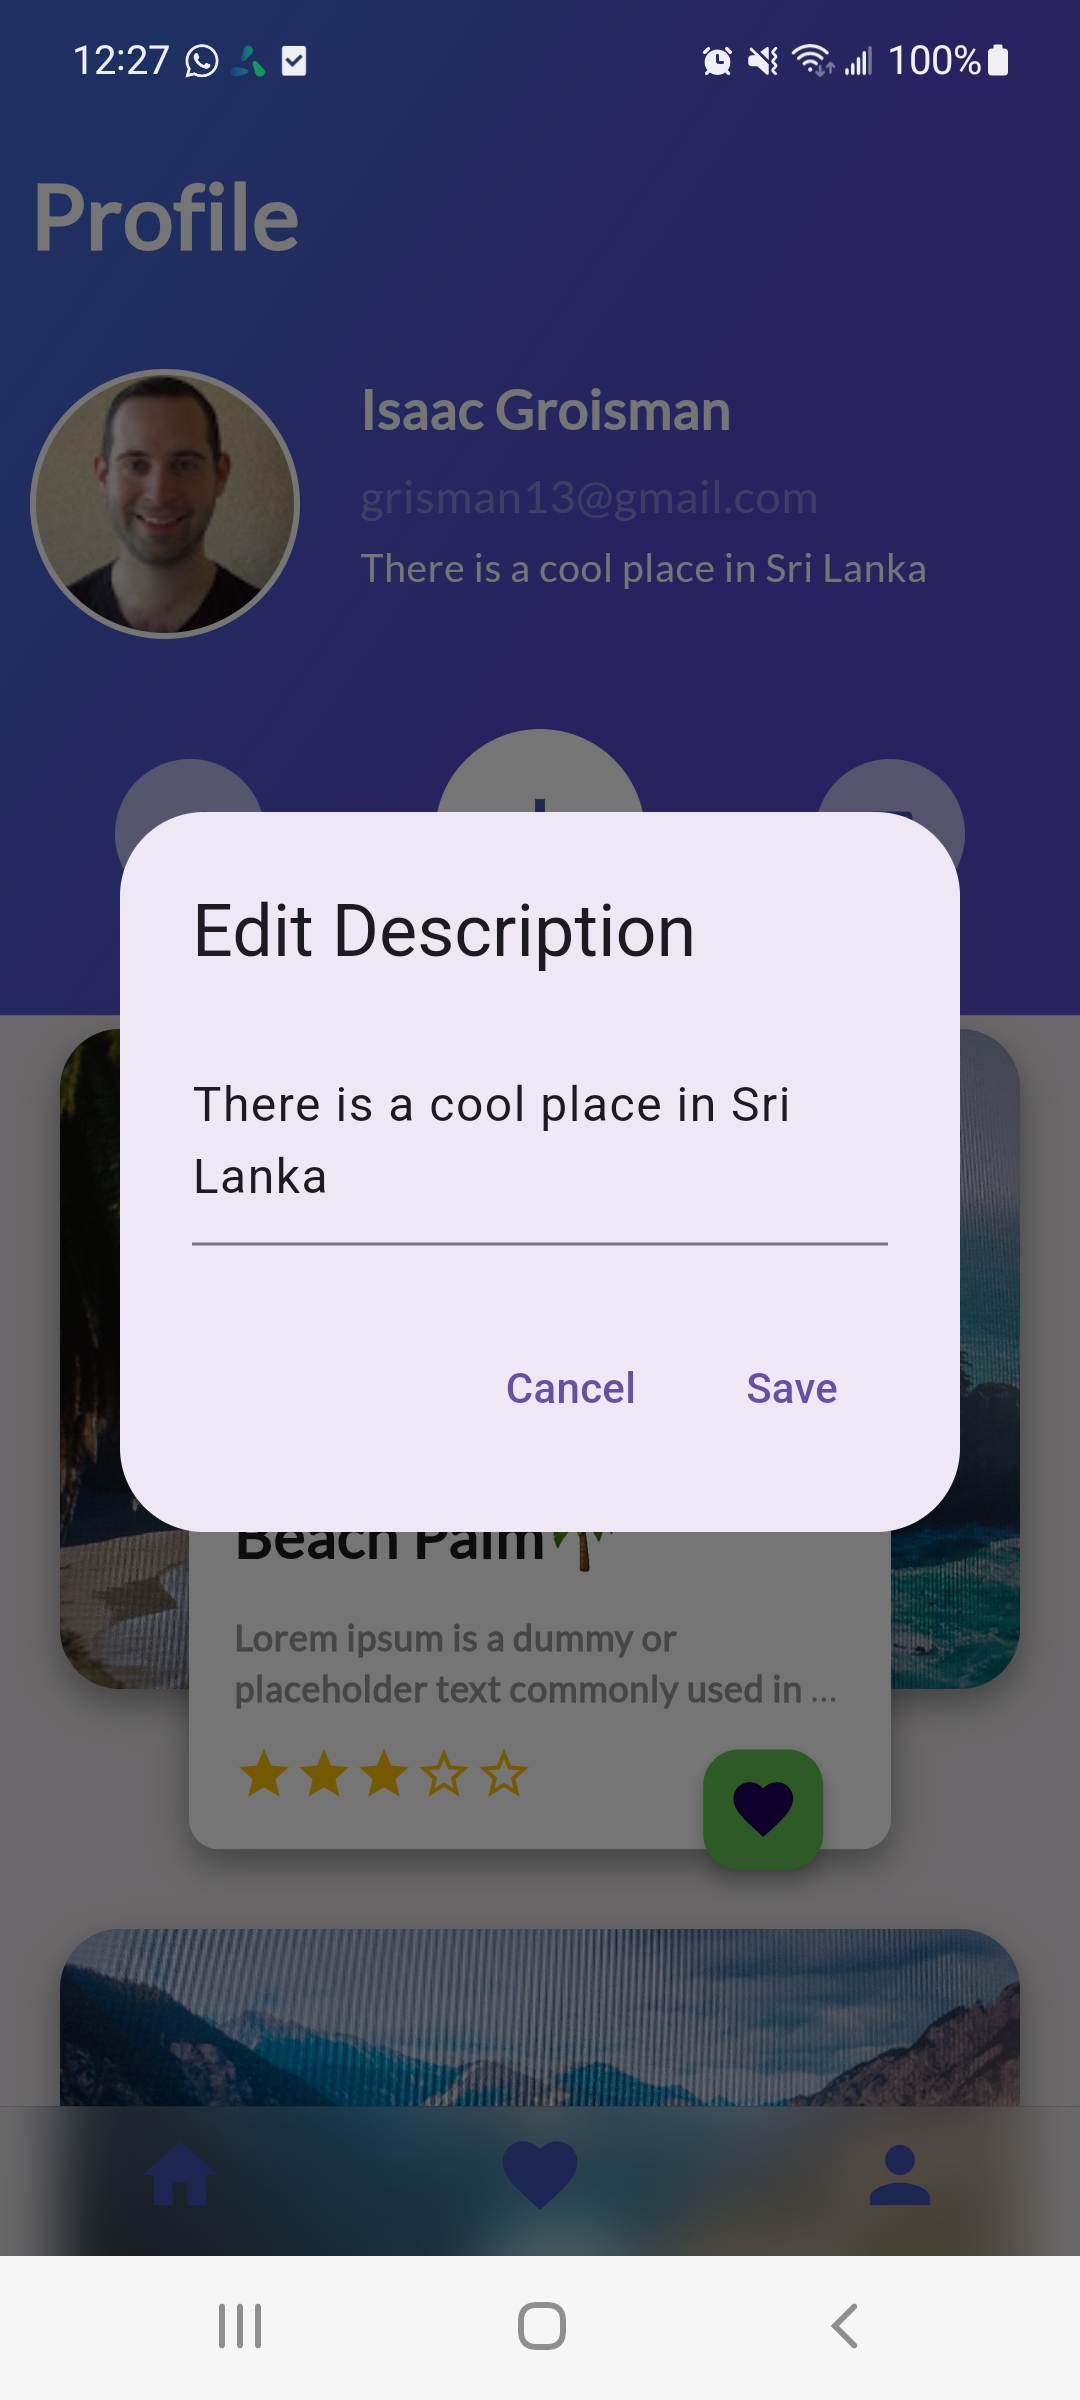 12:27 100%
Profile
Isaac Groisman
grisman13@gmail.com
There is a cool place in Sri Lanka
Edit Description
There is a cool place in Sri
Lanka
Cancel Save
Beach Palm🌴
Lorem ipsum is a dummy or
placeholder text commonly used in ...